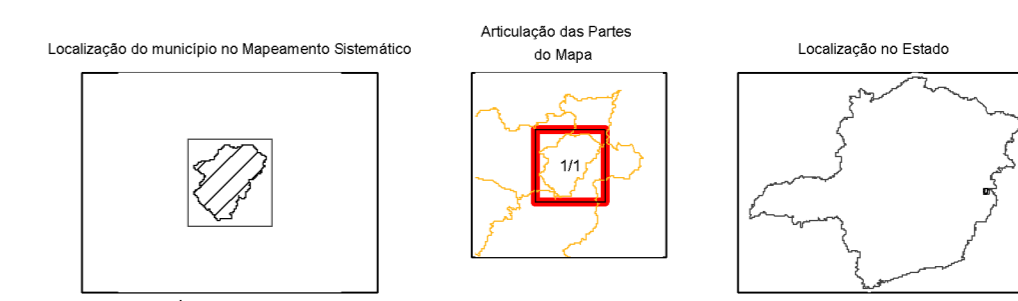 Localização do município no Mapeamento Sistemático
Articulação das Partes
do Mapa
Localização no Estado
1/1